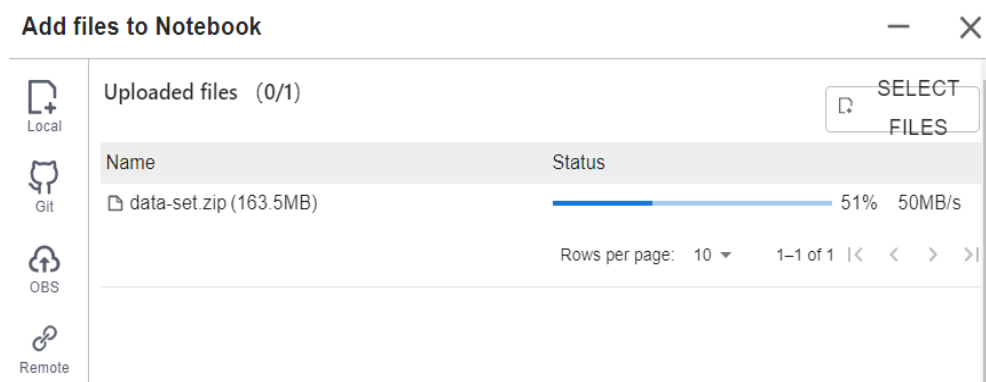 Add files to Notebook
Local
Git
OBS
Remote
Uploaded files (0/1)
SELECT
FILES
Name Status
data-set.zip (163.5MB) 51% 50MB/s
Rows per page: 10 1–1 of 1